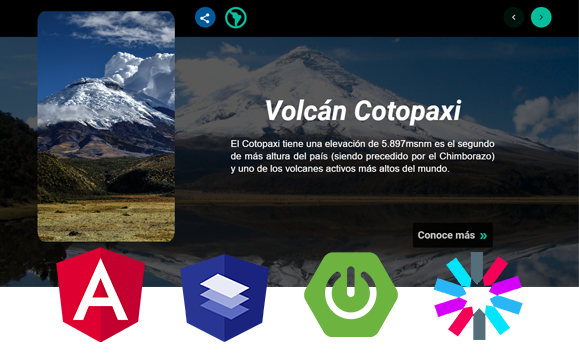 Volcán Cotopaxi
El Cotopaxi tiene una elevación de 5.897msnm es el segundo
de más altura del país (siendo precedido por el Chimborazo)
y uno de los volcanes activos más altos del mundo.
Conoce más »
A